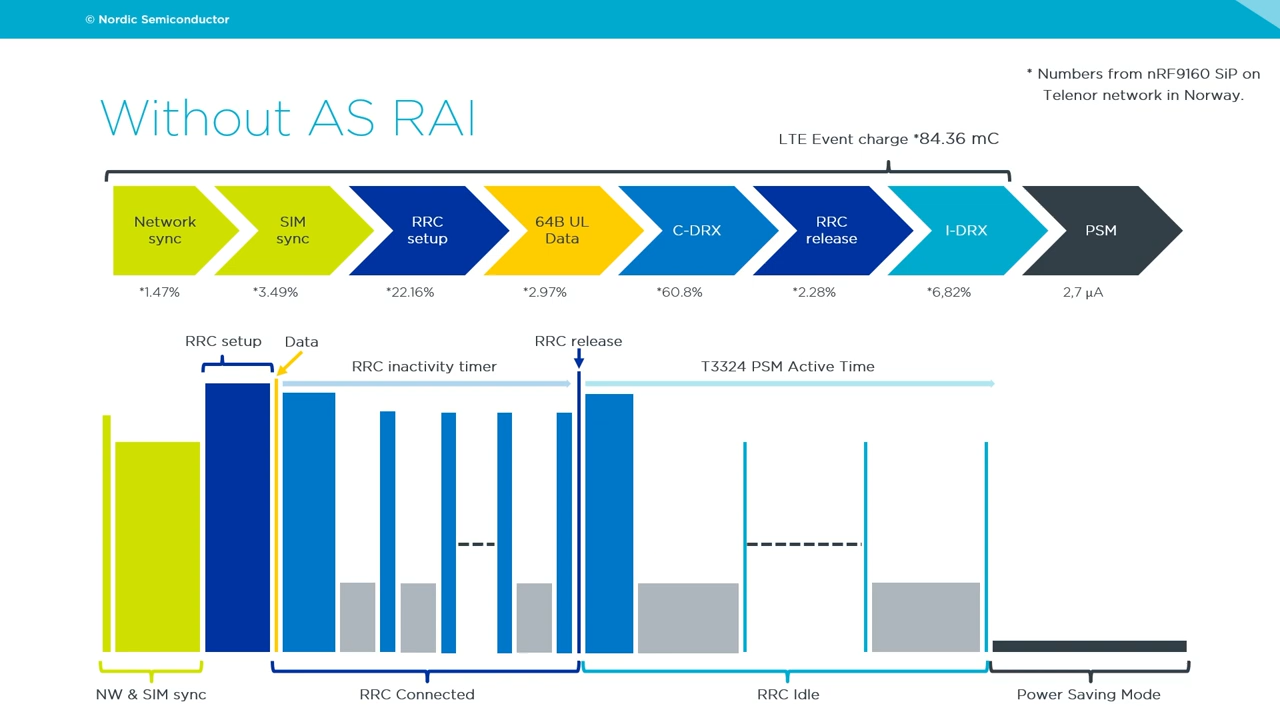 © Nordic Semiconductor
* Numbers from nRF9160 SiP on
Telenor network in Norway.
Without AS RAI
LTE Event charge *84.36 mC
Network
sync
SIM
sync
RRC
setup
64B UL
Data
C-DRX
RRC
release
I-DRX
PSM
*1.47%
*3.49%
*22.16%
*2.97%
*60.8%
*2.28%
*6,82%
2,7 µA
RRC setup
Data
RRC release
RRC inactivity timer
T3324 PSM Active Time
NW & SIM sync
RRC Connected
RRC Idle
Power Saving Mode